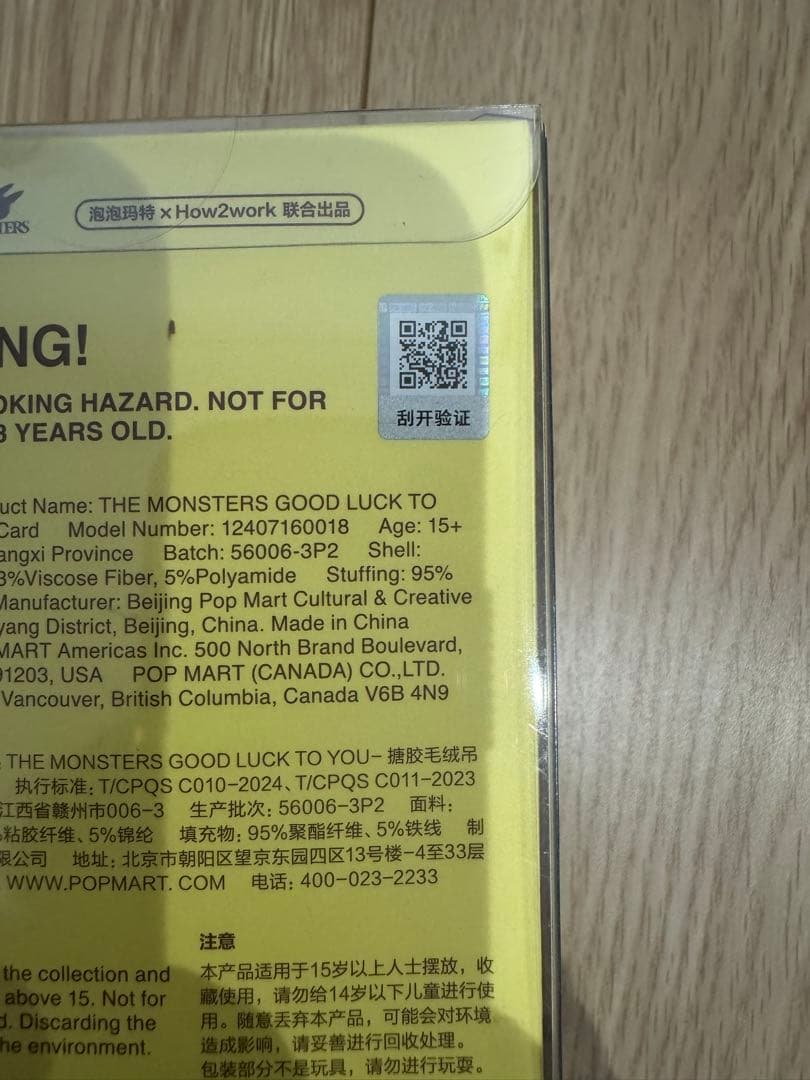 TERS
泡泡玛特×How2work 联合出品
NG!
刮开验证
OKING HAZARD. NOT FOR
3 YEARS OLD.
uct Name: THE MONSTERS GOOD LUCK TO
Card Model Number: 12407160018 Age: 15+
angxi Province Batch: 56006-3P2 Shell:
3%Viscose Fiber, 5%Polyamide Stuffing: 95%
Manufacturer: Beijing Pop Mart Cultural & Creative
yang District, Beijing, China. Made in China
MART Americas Inc. 500 North Brand Boulevard,
91203, USA POP MART (CANADA) CO.,LTD.
Vancouver, British Columbia, Canada V6B 4N9
THE MONSTERS GOOD LUCK TO YOU- 搪胶毛绒吊
执行标准: T/CPQS C010-2024、T/CPQS C011-2023
江西省赣州市006-3 生产批次: 56006-3P2 面料:
粘胶纤维、5%锦纶 填充物: 95%聚酯纤维、5%铁线 制
限公司 地址: 北京市朝阳区望京东园四区13号楼-4至33层
WWW.POPMART. COM 电话: 400-023-2233
the collection and
above 15. Not for
d. Discarding the
he environment.
注意
本产品适用于15岁以上人士摆放，收
藏使用，请勿给14岁以下儿童进行使
用。随意丢弃本产品，可能会对环境
造成影响，请妥善进行回收处理。
包装部分不是玩具，请勿进行玩耍。